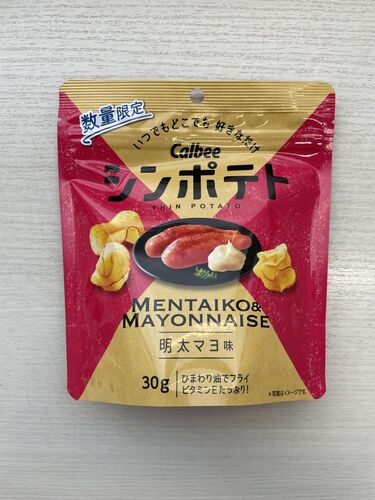 数量限定
いつでもどこでも 好きなだけ
Calbee
シンポテト
THIN POTATO
MENTAIKO&
MAYONNAISE
明太マヨ味
30g
ひまわり油でフライ
ビタミンEたっぷり!
*写真はイメージです。